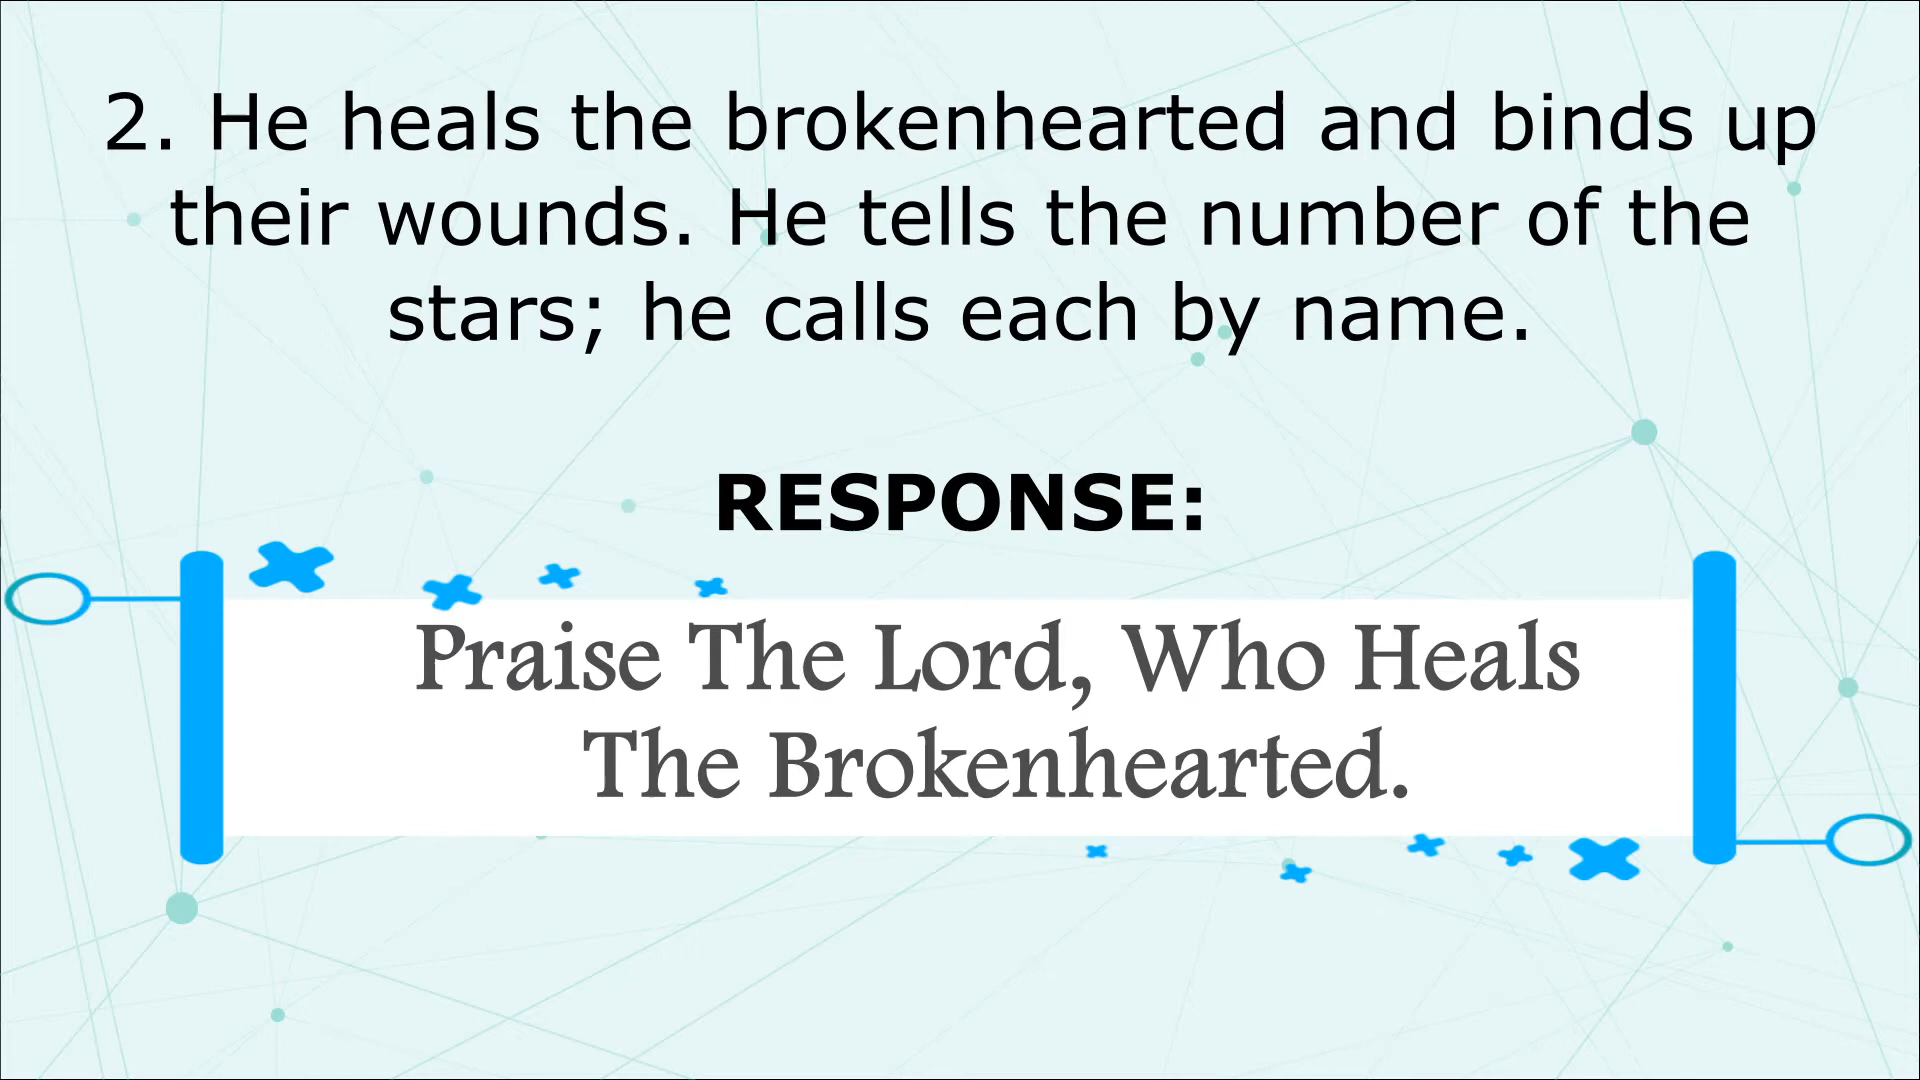 2. He heals the brokenhearted and binds up
their wounds. He tells the number of the
stars; he calls each by name.
RESPONSE:
Praise The Lord, Who Heals
The Brokenhearted.